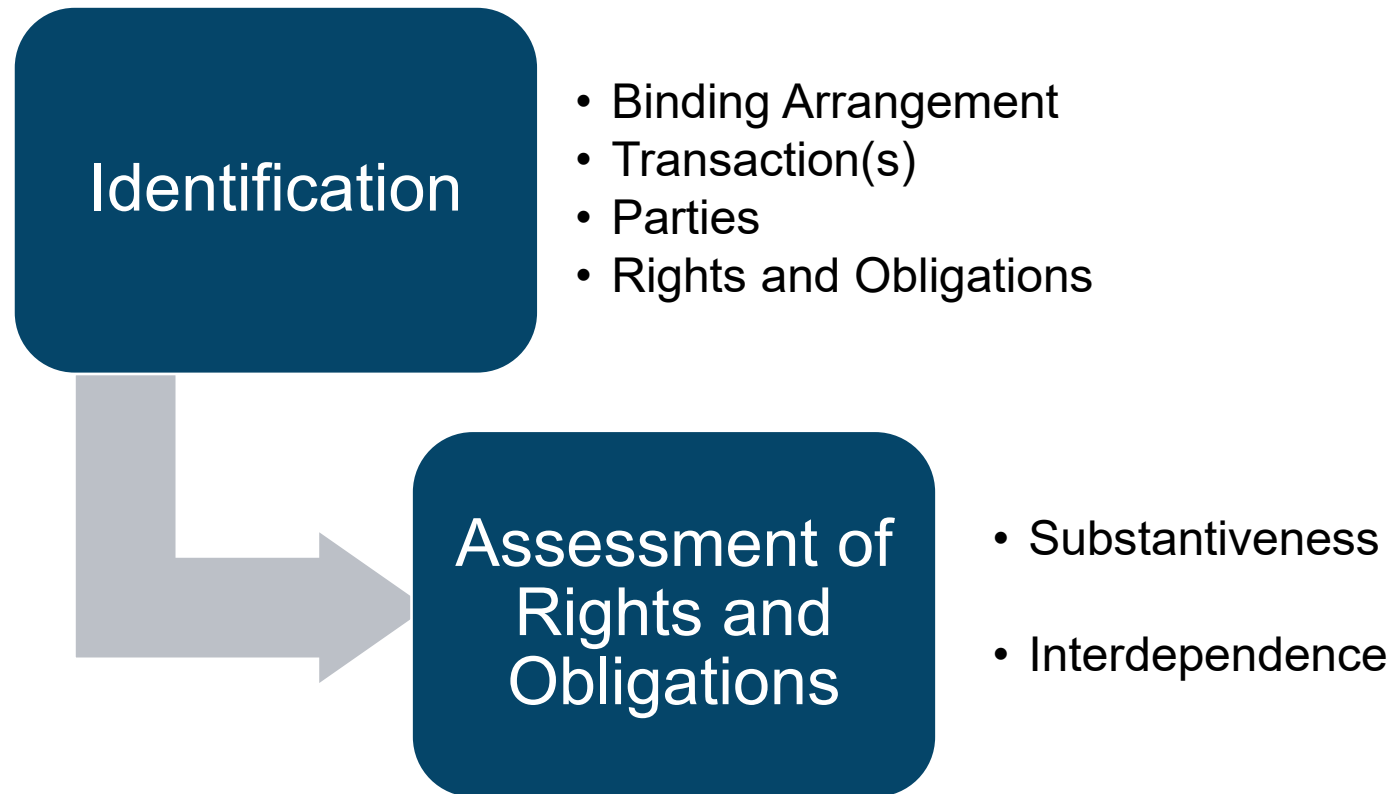 Identification
• Binding Arrangement
• Transaction(s)
• Parties
• Rights and Obligations
Assessment of
Rights and
Obligations
• Substantiveness
• Interdependence